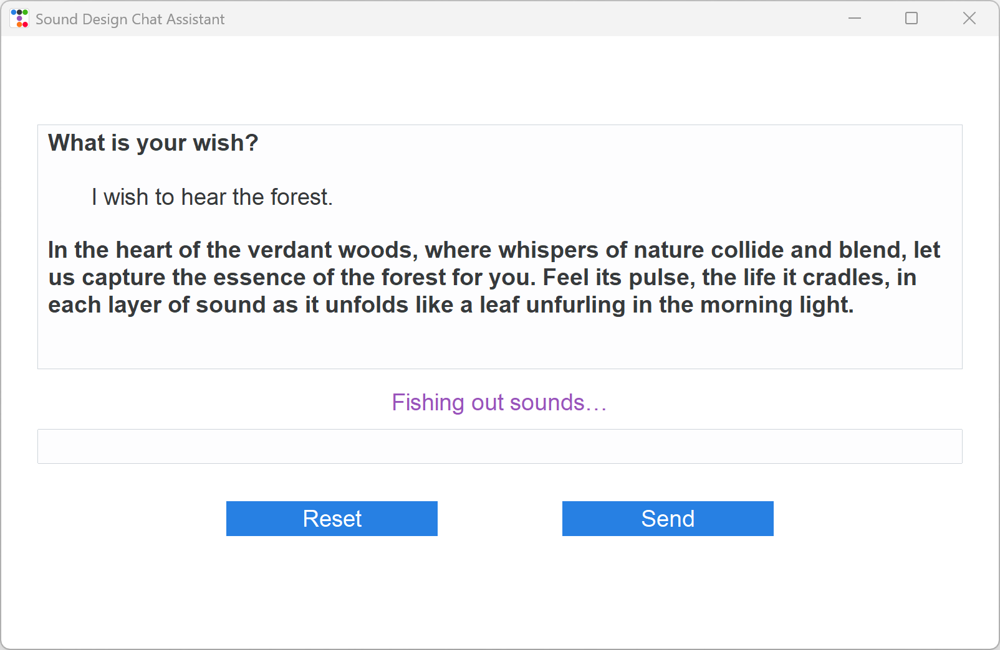 Sound Design Chat Assistant
What is your wish?
I wish to hear the forest.
In the heart of the verdant woods, where whispers of nature collide and blend, let
us capture the essence of the forest for you. Feel its pulse, the life it cradles, in
each layer of sound as it unfolds like a leaf unfurling in the morning light.
Fishing out sounds…
Reset
Send